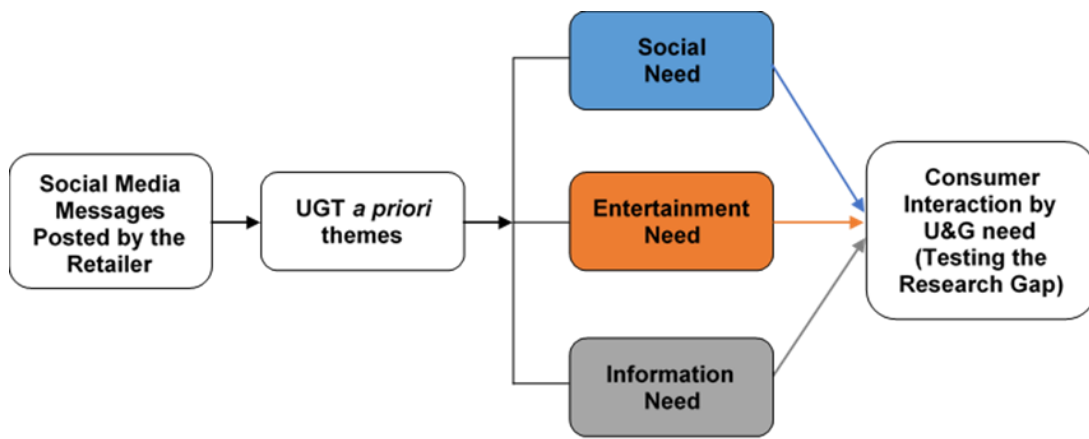 Social Media
Messages
Posted by the
Retailer
UGT a priori
themes
Social
Need
Entertainment
Need
Information
Need
Consumer
Interaction by
U&G need
(Testing the
Research Gap)